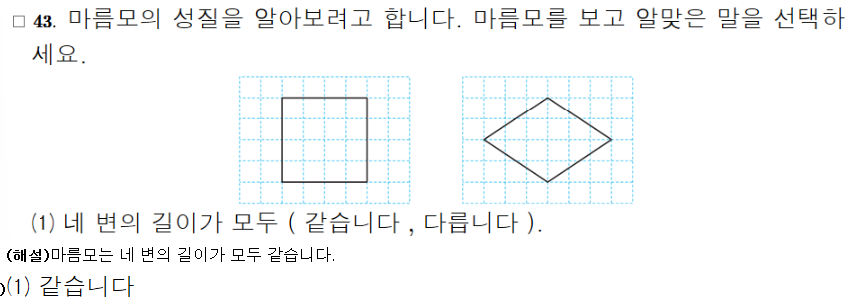 □ 43. 마름모의 성질을 알아보려고 합니다. 마름모를 보고 알맞은 말을 선택하
세요.
(1) 네 변의 길이가 모두 ( 같습니다 , 다릅니다 ).
(해설)마름모는 네 변의 길이가 모두 같습니다.
)(1) 같습니다